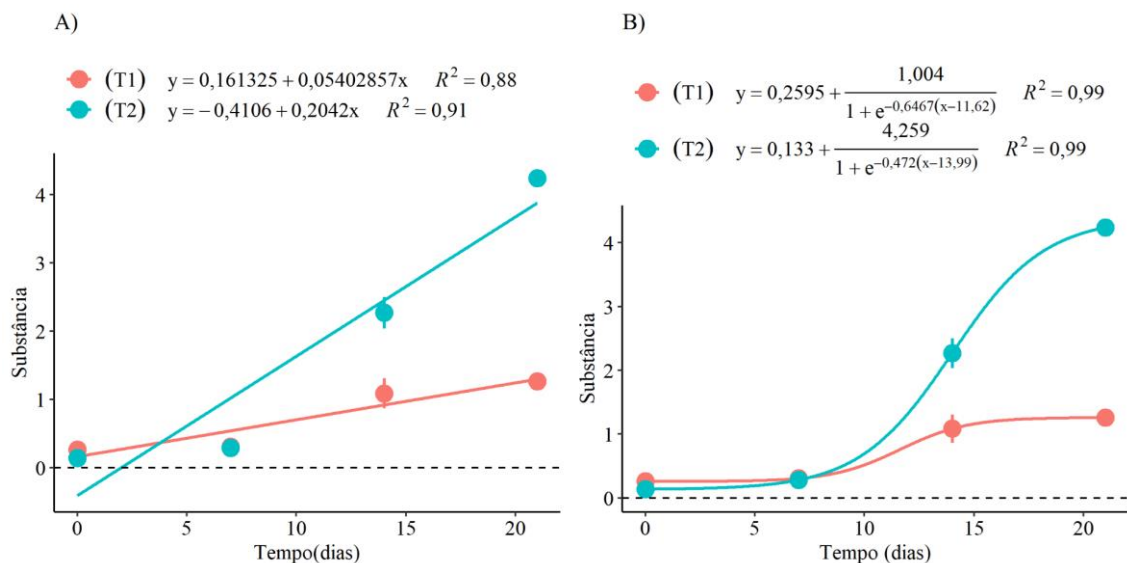 A)
(T1) y = 0,161325 + 0,05402857x R² = 0,88
(T2) y = −0,4106 + 0,2042x R² = 0,91
4
3
2
1
0
Substância
0 5 10 15 20
Tempo(dias)
B)
(T1) y = 0,2595 + 1,004 / 1 + e^−0,6467(x−11,62) R² = 0,99
(T2) y = 0,133 + 4,259 / 1 + e^−0,472(x−13,99) R² = 0,99
4
3
2
1
0
Substância
0 5 10 15 20
Tempo (dias)